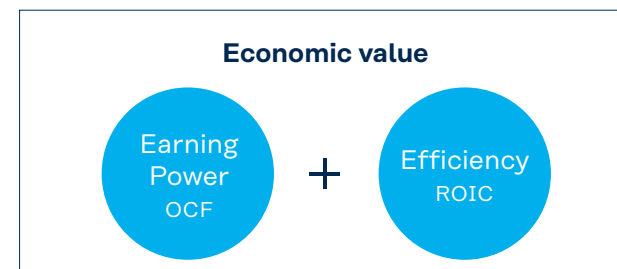 Economic value
Earning
Power
OCF
+
Efficiency
ROIC